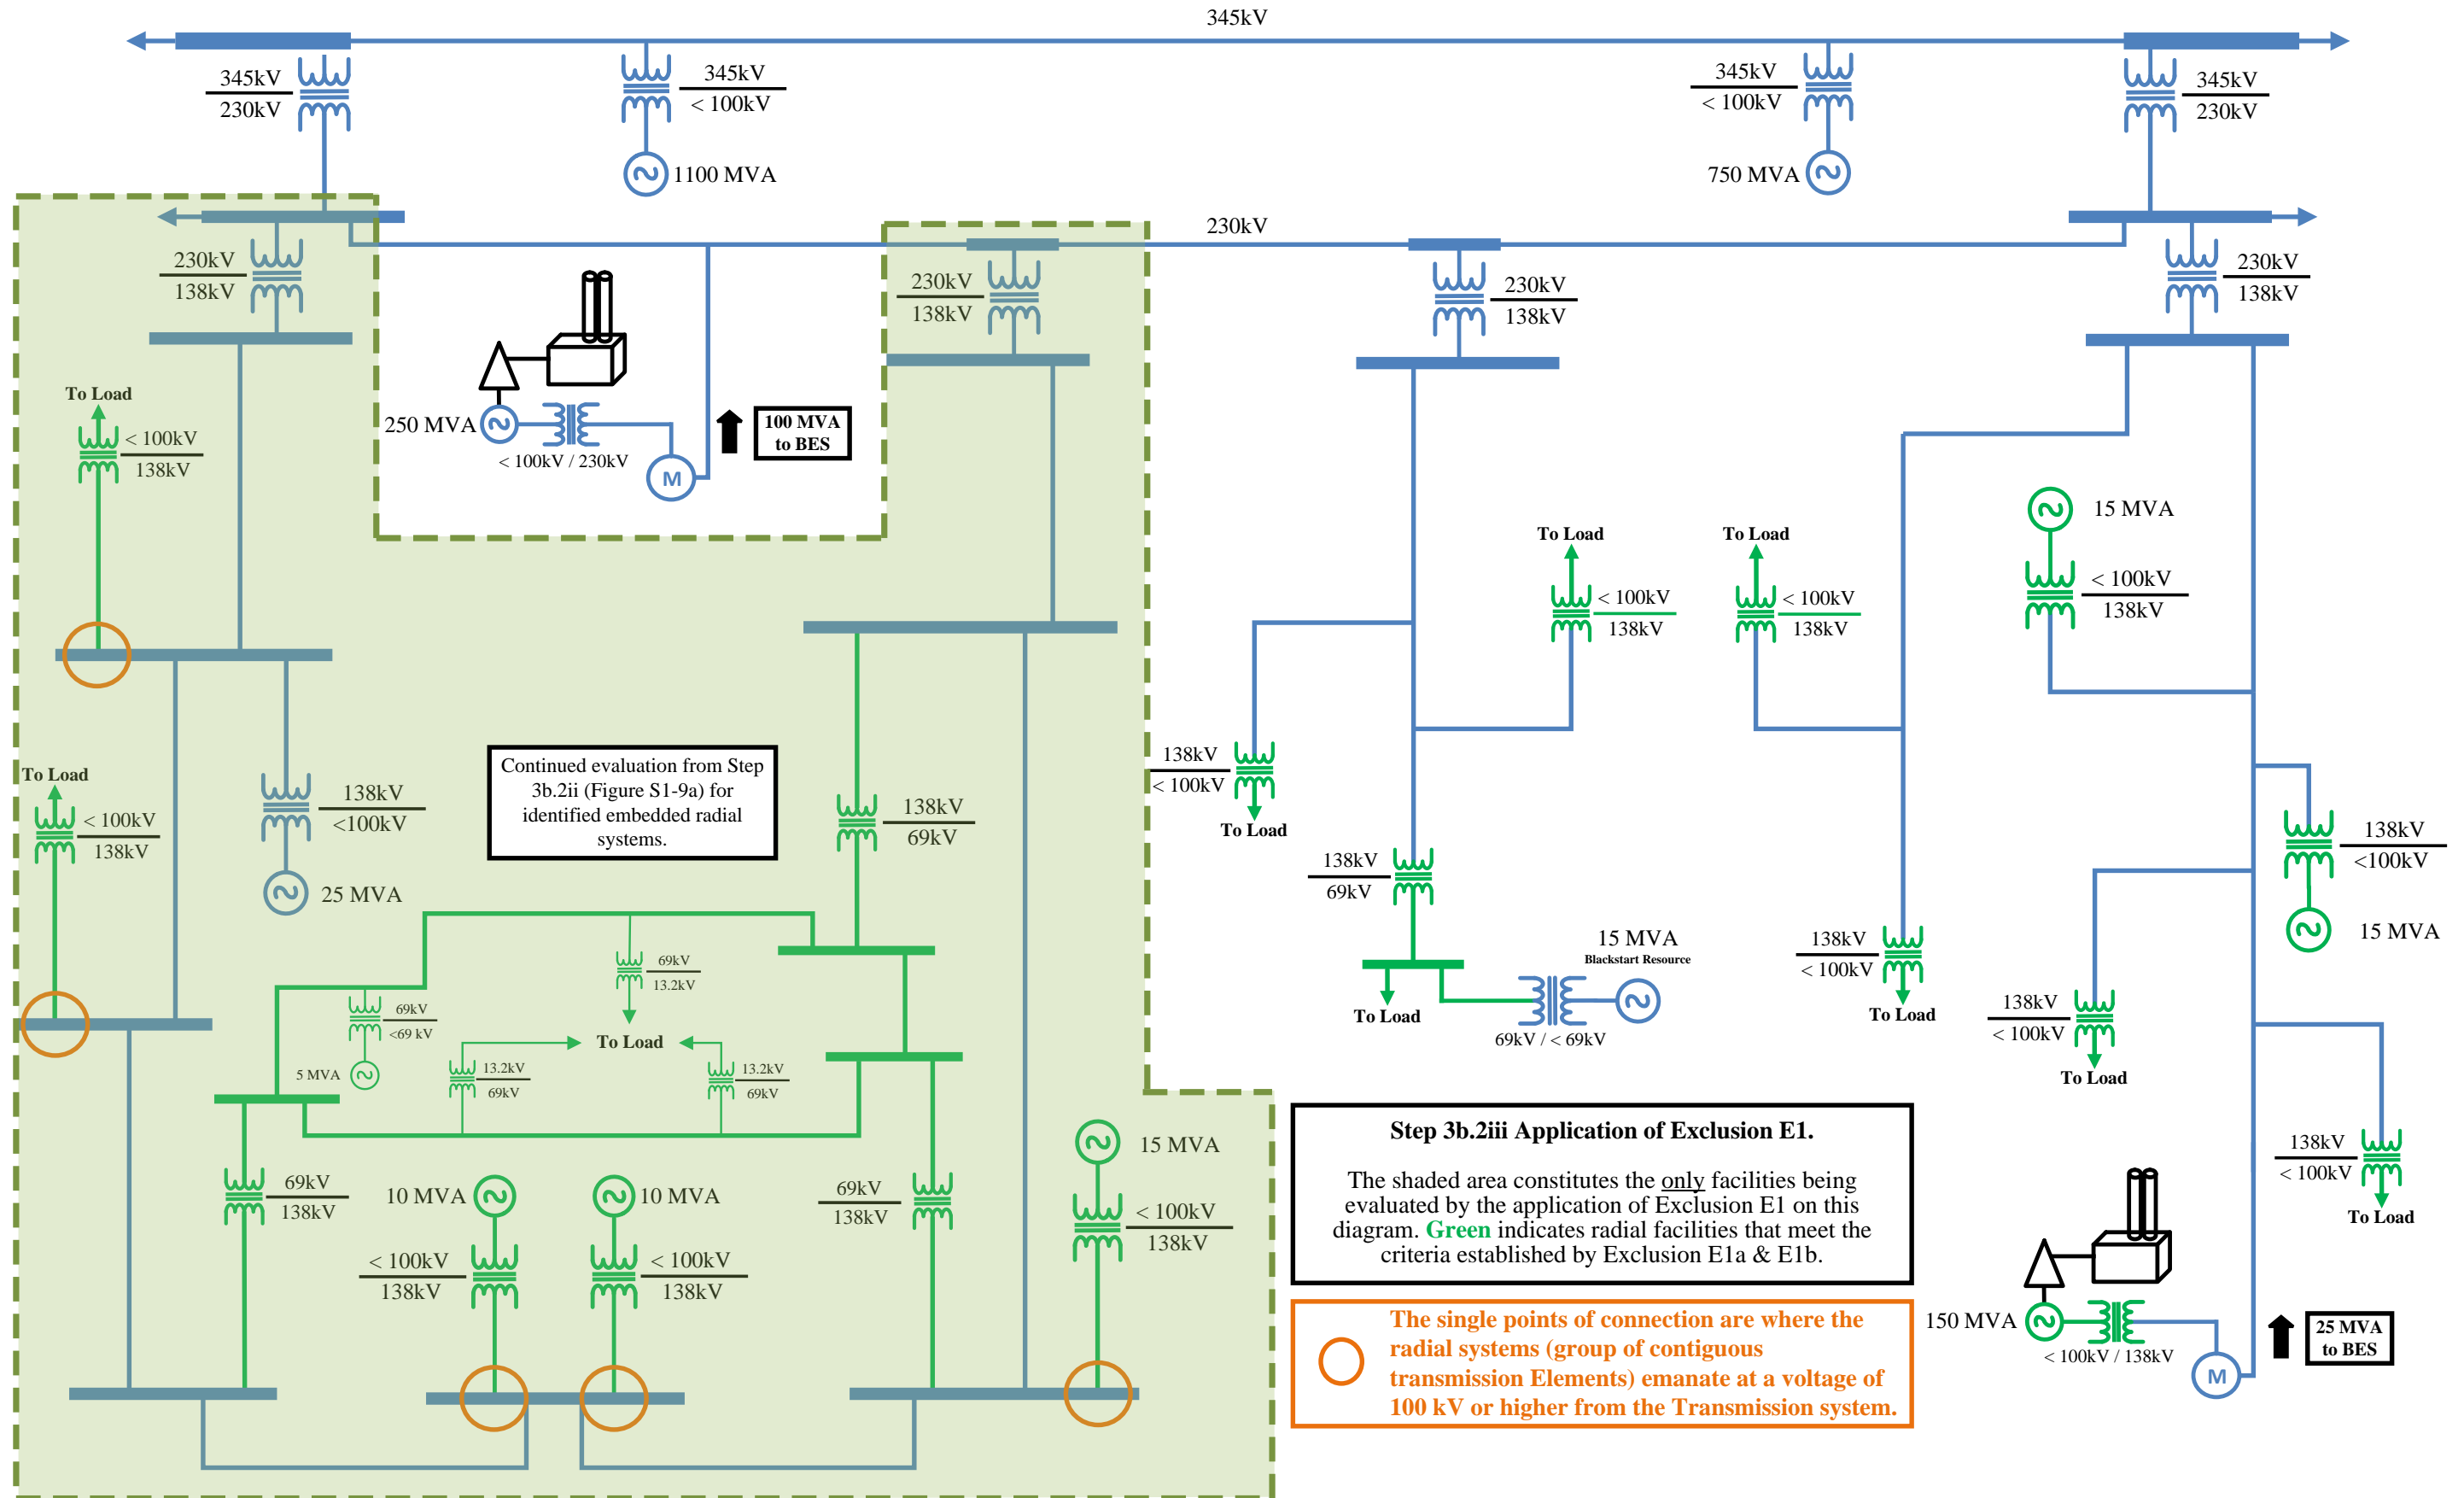 345kV
345kV
230kV
345kV
< 100kV
345kV
< 100kV
345kV
230kV
1100 MVA
750 MVA
230kV
230kV
138kV
230kV
138kV
230kV
138kV
230kV
138kV
To Load
< 100kV
138kV
250 MVA
< 100kV / 230kV
M
100 MVA
to BES
15 MVA
< 100kV
138kV
To Load
< 100kV
138kV
To Load
< 100kV
138kV
To Load
< 100kV
138kV
138kV
<100kV
25 MVA
Continued evaluation from Step
3b.2ii (Figure S1-9a) for
identified embedded radial
systems.
138kV
69kV
138kV
< 100kV
To Load
138kV
69kV
138kV
<100kV
15 MVA
69kV
13.2kV
69kV
<69 kV
5 MVA
To Load
13.2kV
69kV
13.2kV
69kV
To Load
15 MVA
Blackstart Resource
69kV / < 69kV
138kV
< 100kV
To Load
138kV
< 100kV
To Load
138kV
< 100kV
To Load
69kV
138kV
10 MVA
10 MVA
< 100kV
138kV
< 100kV
138kV
69kV
138kV
15 MVA
< 100kV
138kV
Step 3b.2iii Application of Exclusion E1.
The shaded area constitutes the only facilities being
evaluated by the application of Exclusion E1 on this
diagram. Green indicates radial facilities that meet the
criteria established by Exclusion E1a & E1b.
The single points of connection are where the
radial systems (group of contiguous
transmission Elements) emanate at a voltage of
100 kV or higher from the Transmission system.
150 MVA
< 100kV / 138kV
M
25 MVA
to BES